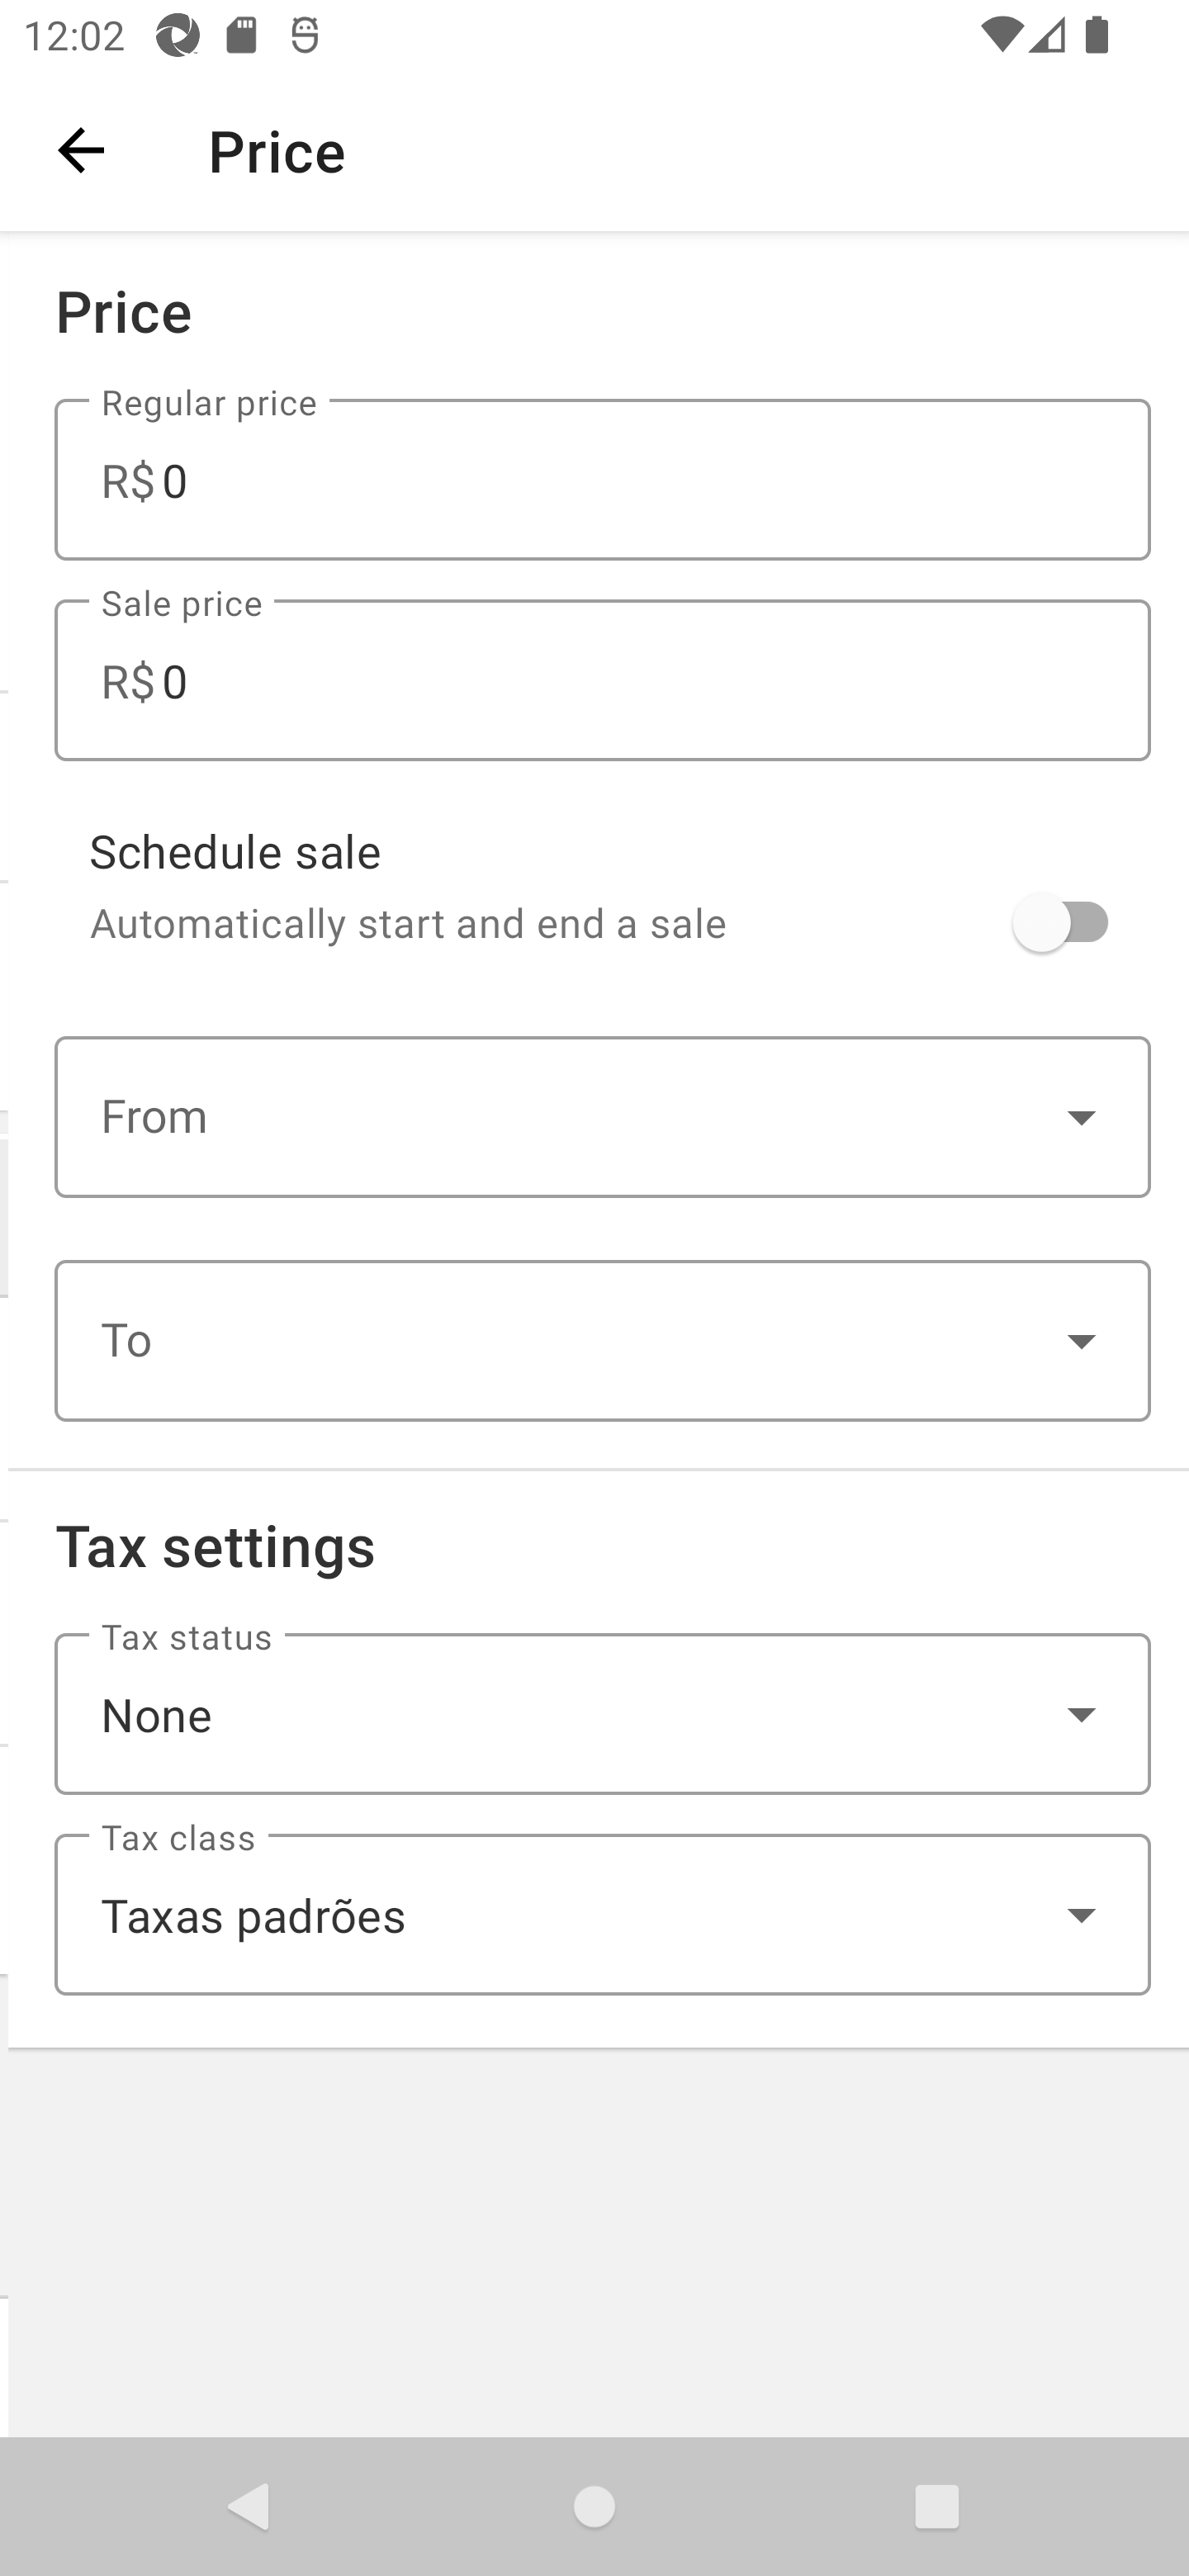 12:02
Price
Price
Regular price
R$ 0
Sale price
R$ 0
Schedule sale
Automatically start and end a sale
From
To
Tax settings
Tax status
None
Tax class
Taxas padrões